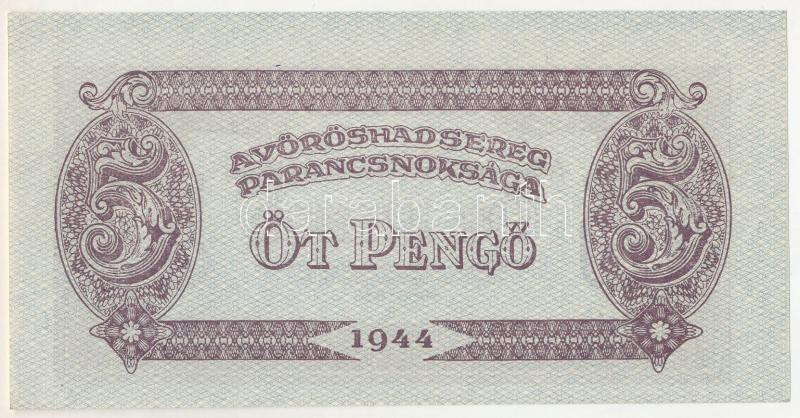 A VÖRÖSHADSEREG
PARANCSNOKSÁGA
5
ÖT PENGŐ
5
1944
darabanth